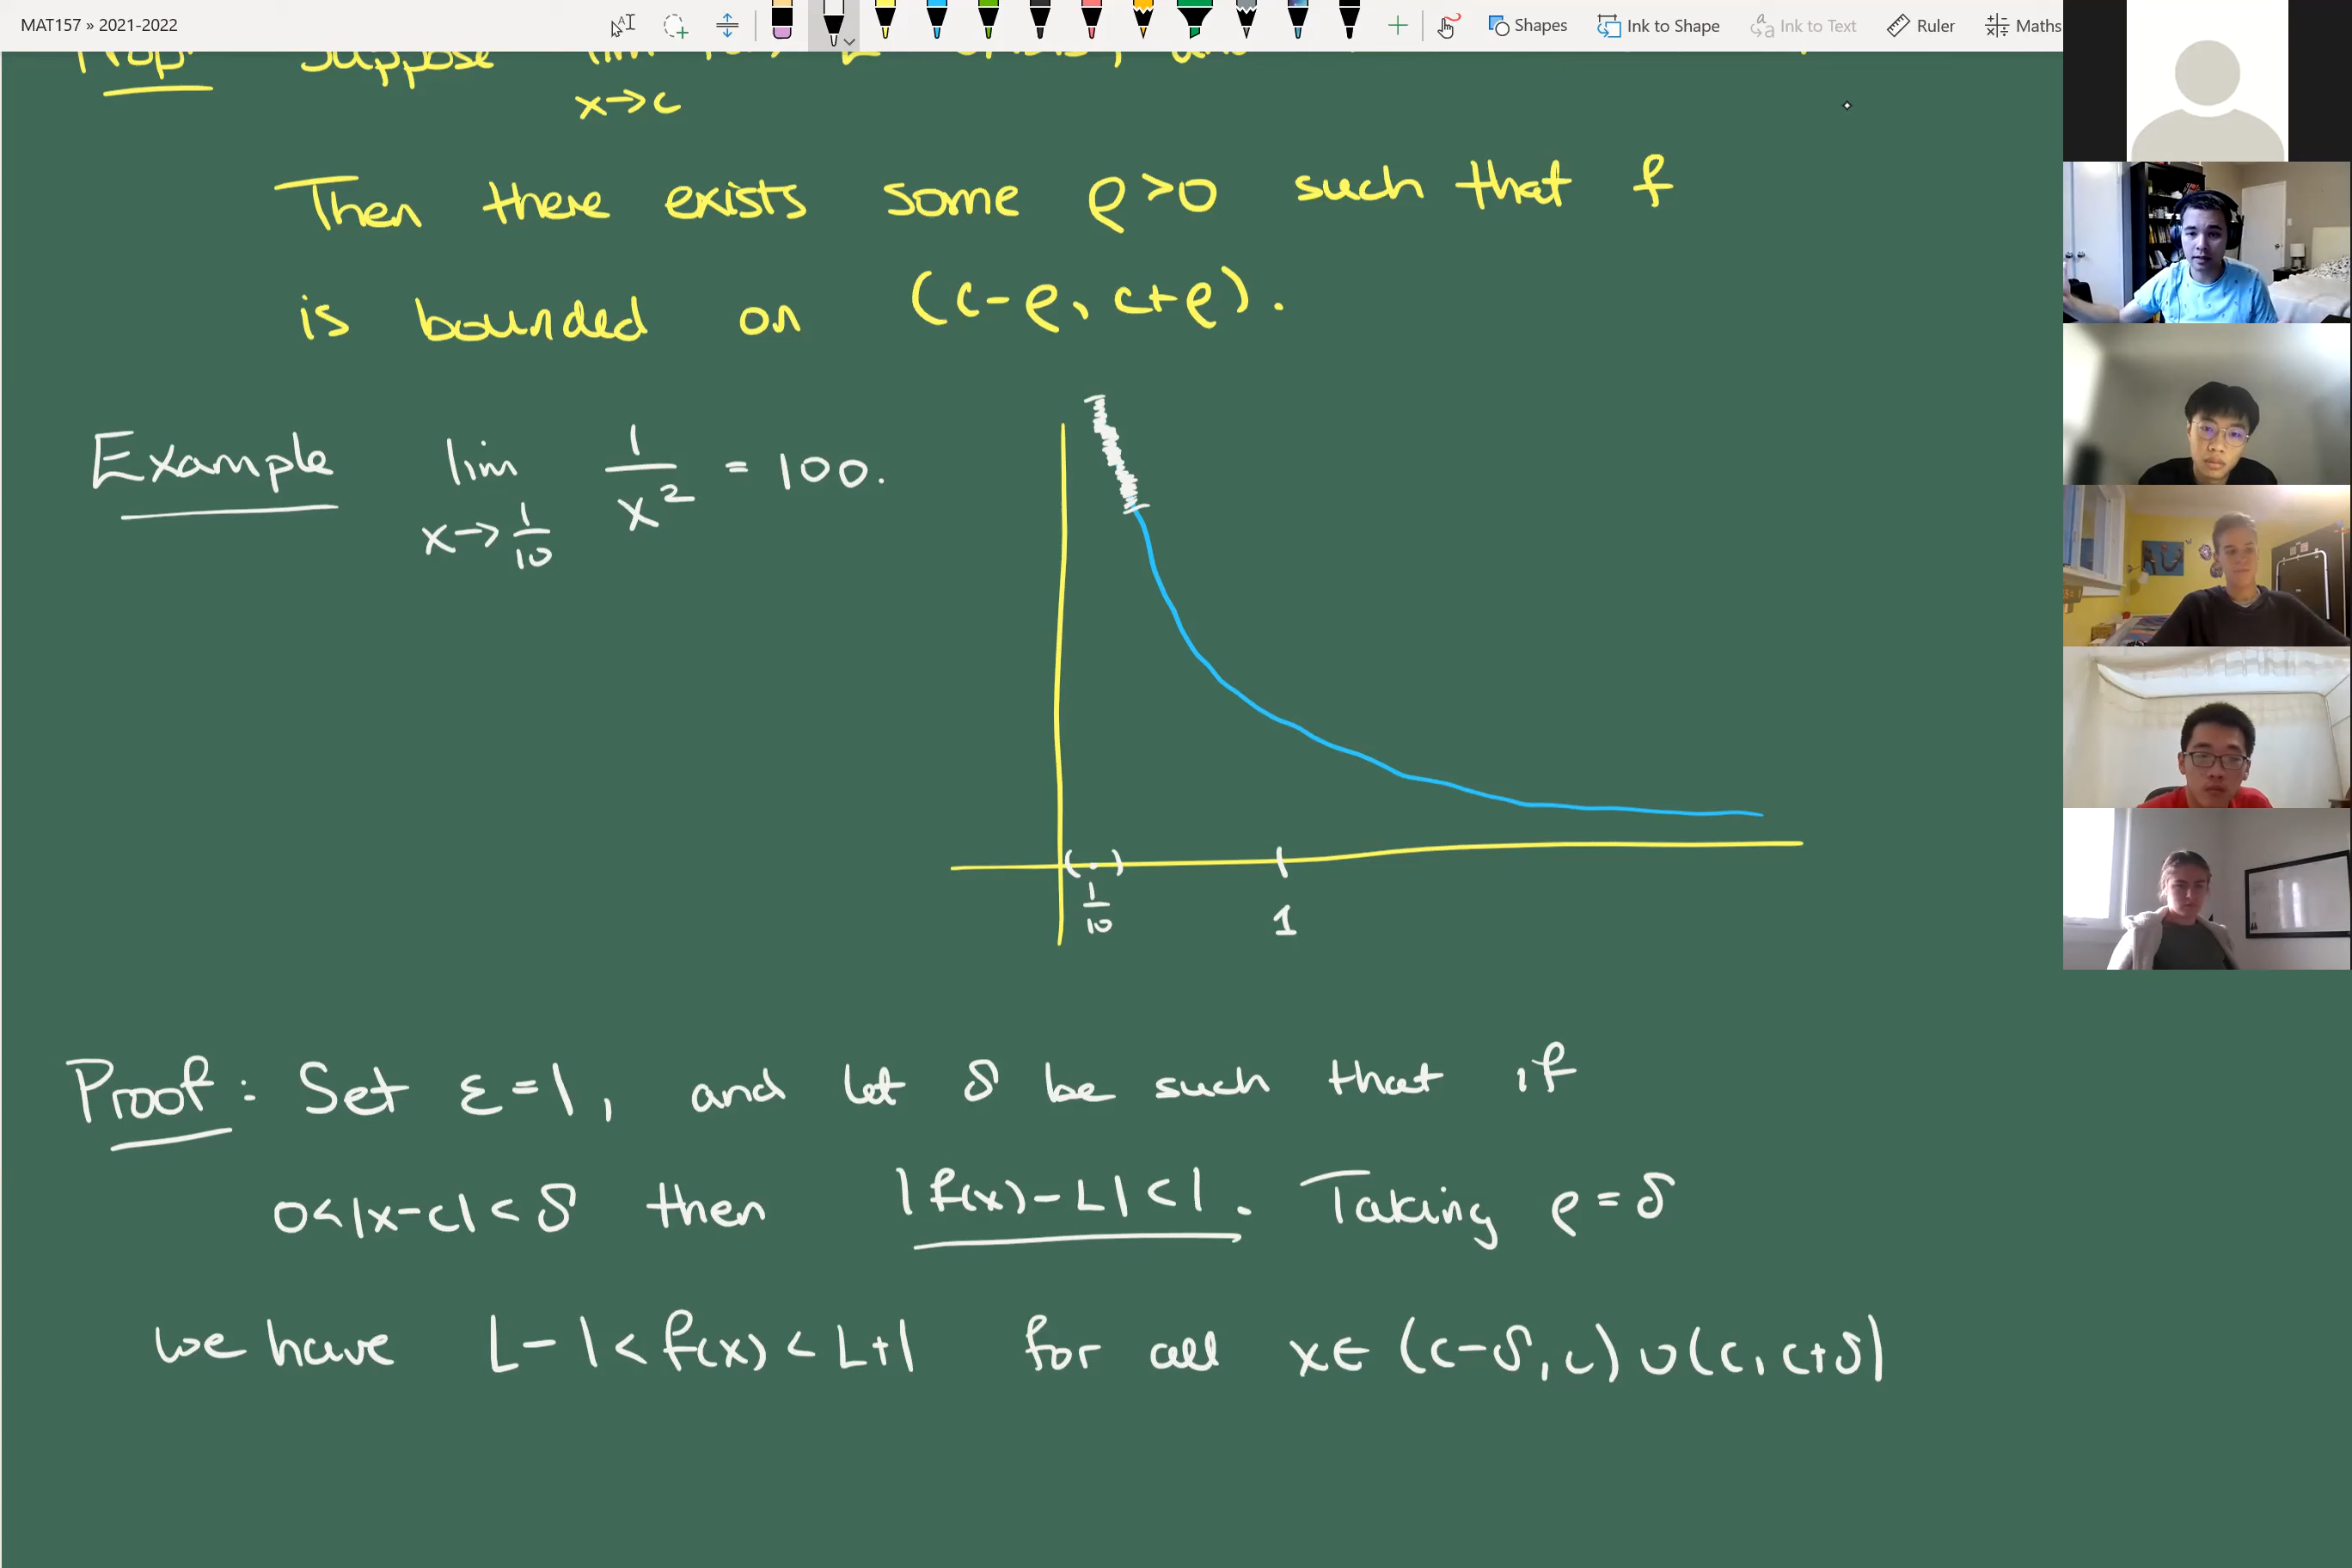 MAT157 » 2021-2022
Shapes Ink to Shape Ink to Text Ruler Maths
Prop Suppose lim
x→c
Then there exists some ρ>0 such that f
is bounded on (c-ρ, c+ρ).
Example lim 1/x² = 100.
x→1/10
1/10 1
Proof: Set ε=1, and let δ be such that if
0<|x-c|<δ then |f(x)-L|<1. Taking ρ=δ
we have L-1<f(x)<L+1 for all x∈(c-δ,c)∪(c,c+δ)